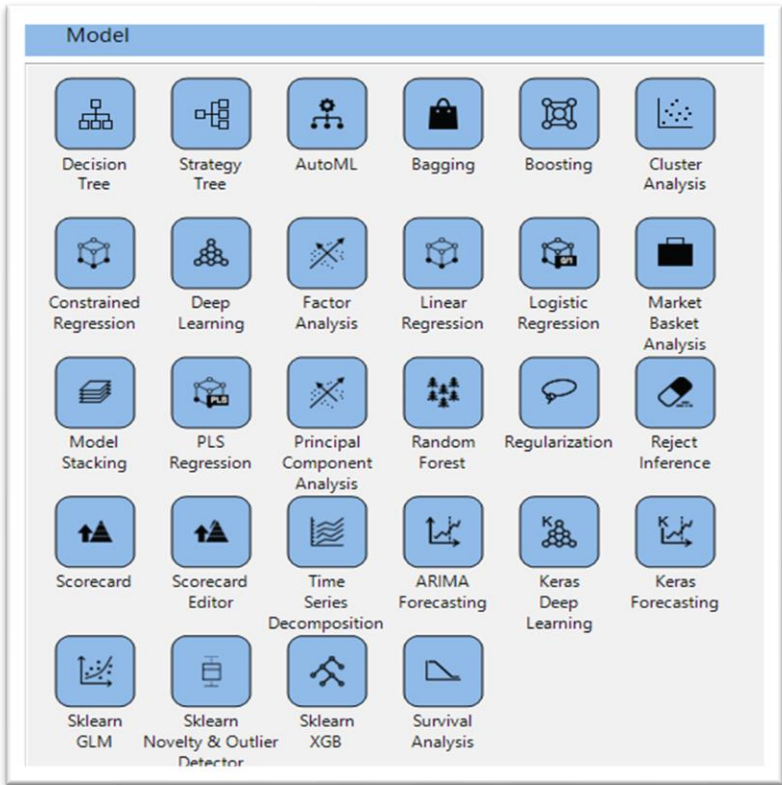 Model
Decision Tree
Strategy Tree
AutoML
Bagging
Boosting
Cluster Analysis
Constrained Regression
Deep Learning
Factor Analysis
Linear Regression
Logistic Regression
0/1
Market Basket Analysis
Model Stacking
PLS Regression
PLS
Principal Component Analysis
Random Forest
Regularization
Reject Inference
Scorecard
Scorecard Editor
Time Series Decomposition
ARIMA Forecasting
K
Keras Deep Learning
K
Keras Forecasting
Sklearn GLM
Sklearn Novelty & Outlier Detector
Sklearn XGB
Survival Analysis